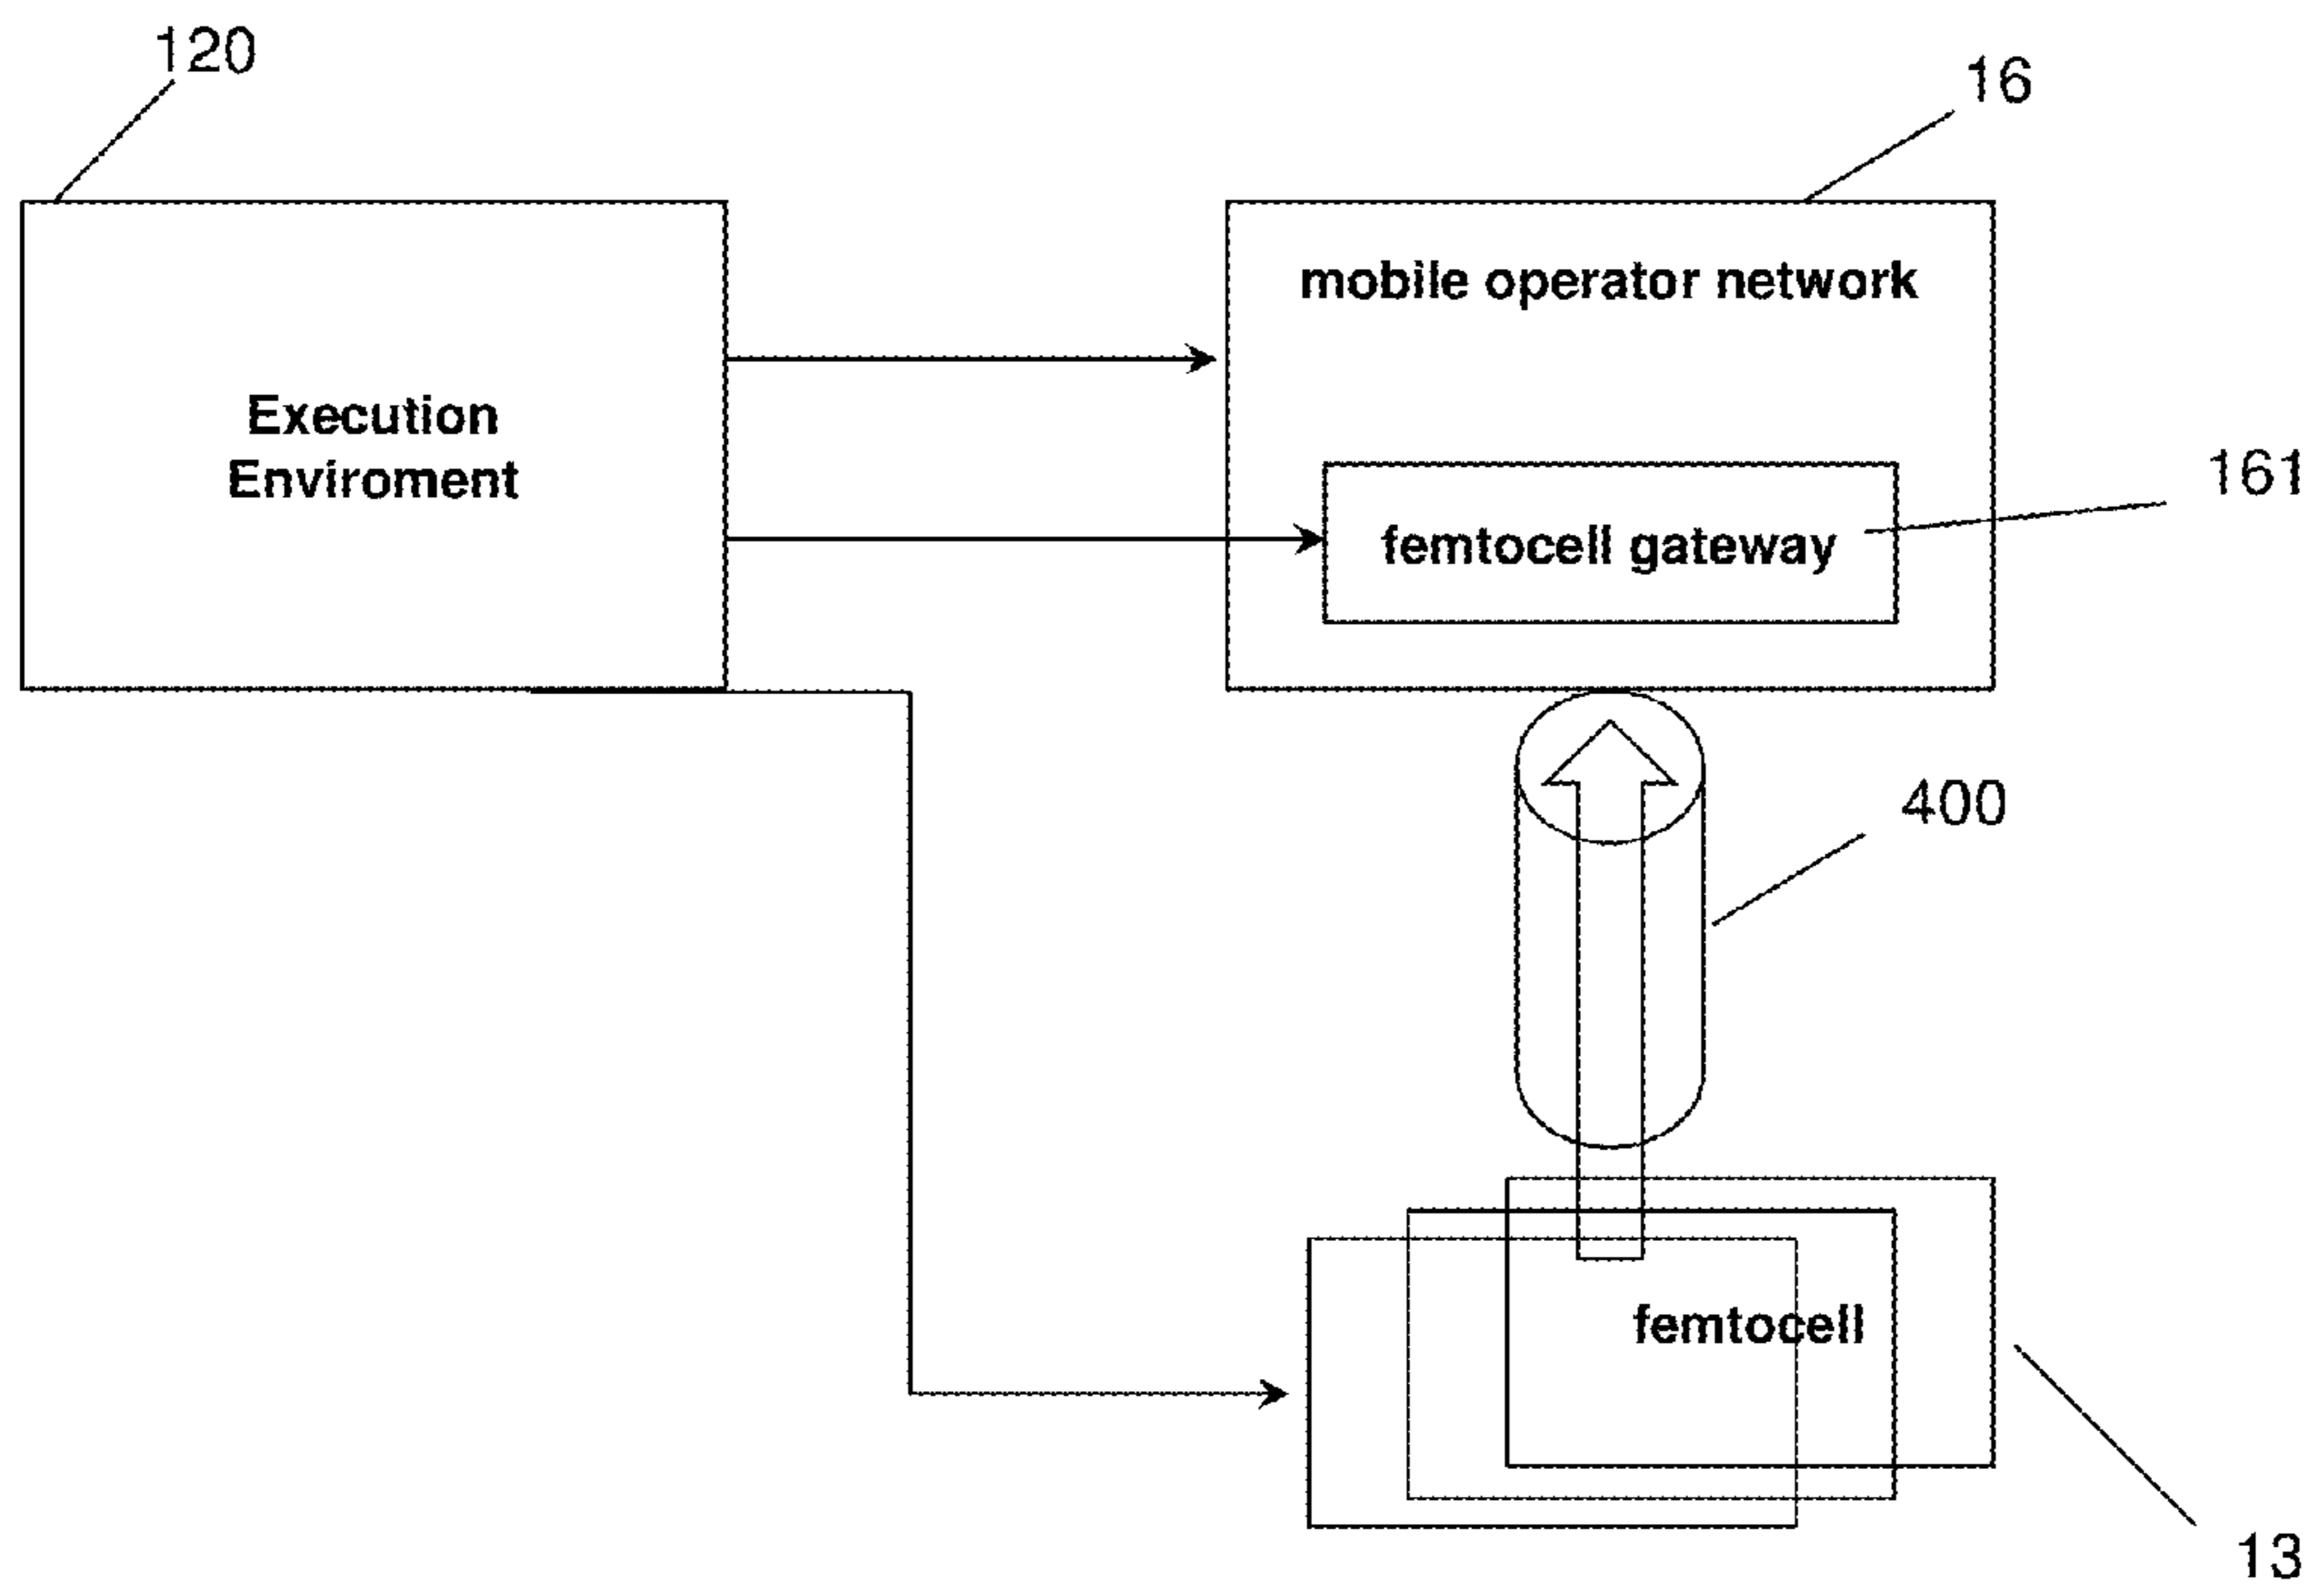 120
16
mobile operator network
Execution
Enviroment
161
femtocell gateway
400
femtocell
13